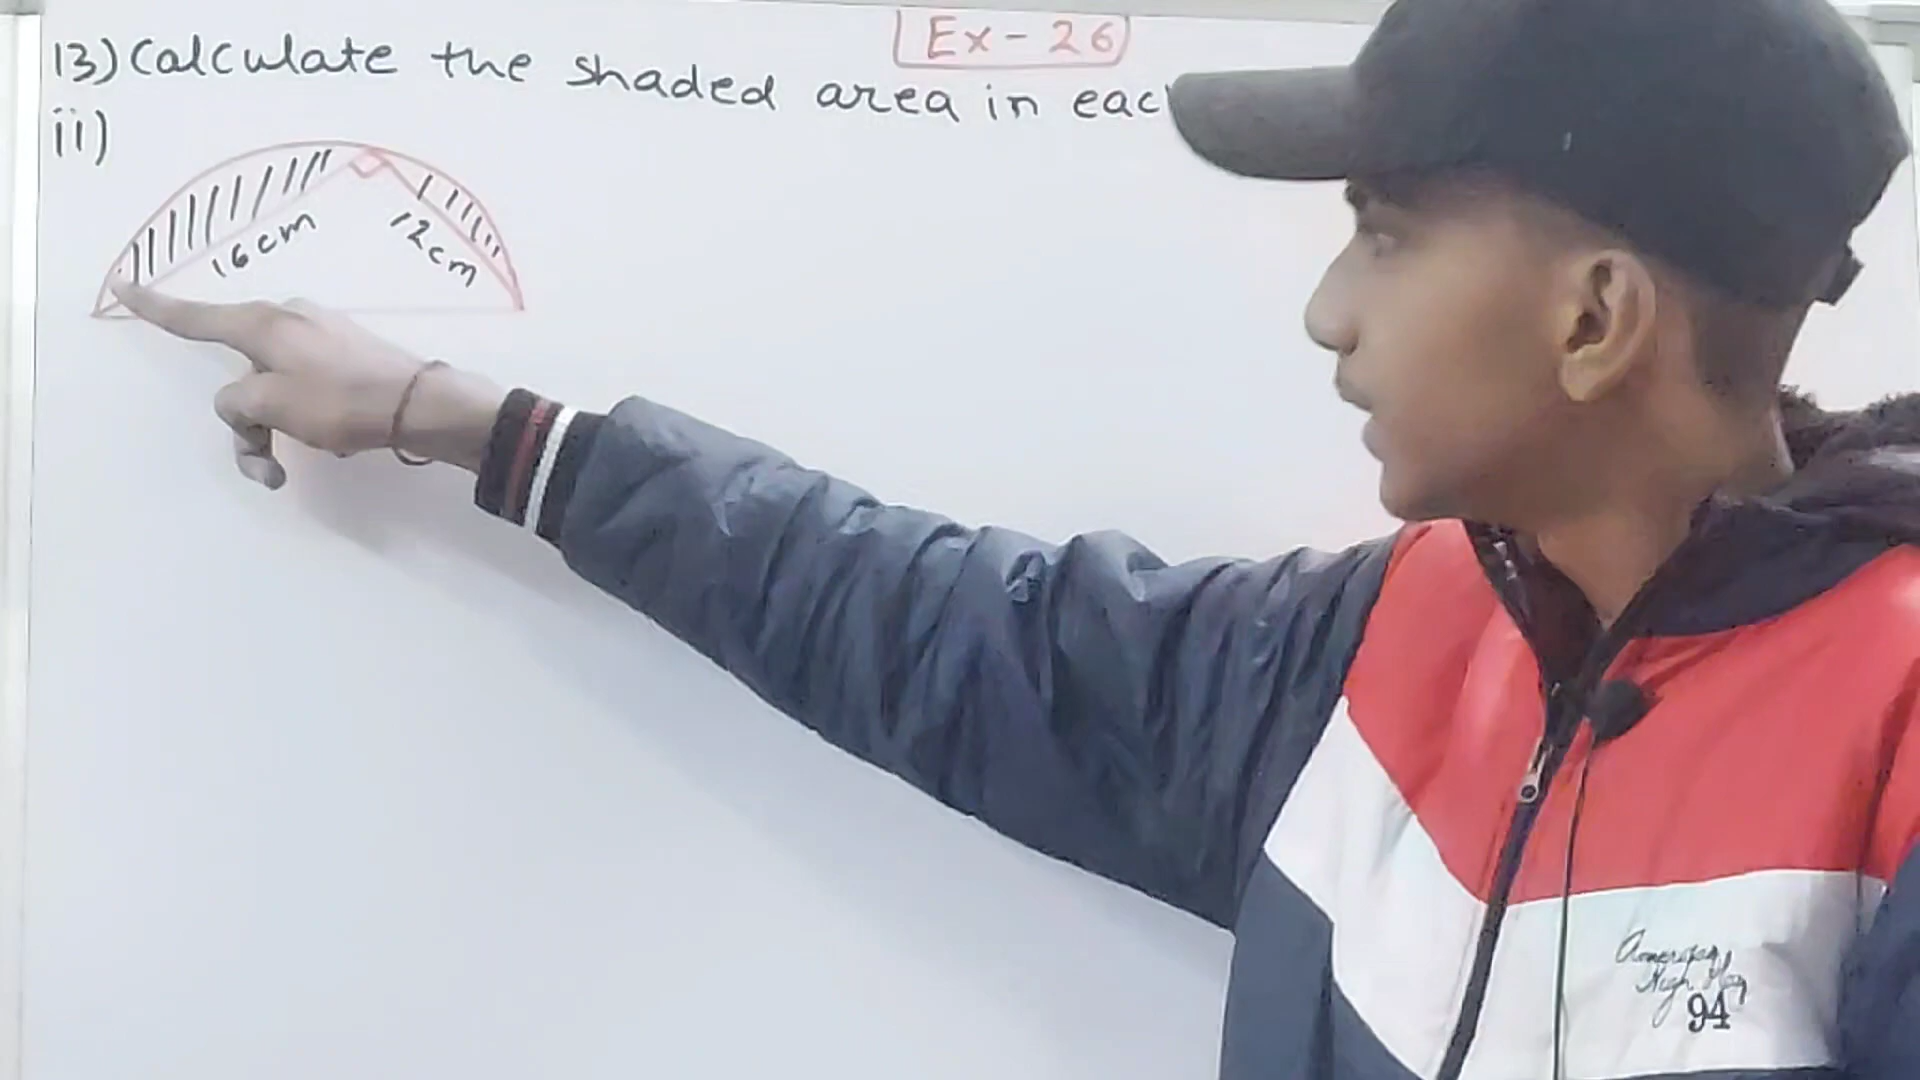 Ex-26
13) Calculate the shaded area in eac
ii)
16cm
12cm
94